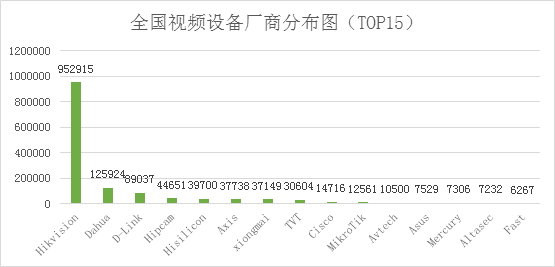 全国视频设备厂商分布图（TOP15）
1200000
1000000
800000
600000
400000
200000
0
952915
125924
89037
44651
39700
37738
37149
30604
14716
12561
10500
7529
7306
7232
6267
Hikvision
Dahua
D-Link
Hipcam
Hisilicon
Axis
xiongmai
TVT
Cisco
MikroTik
Avtech
Asus
Mercury
Altasec
Fast